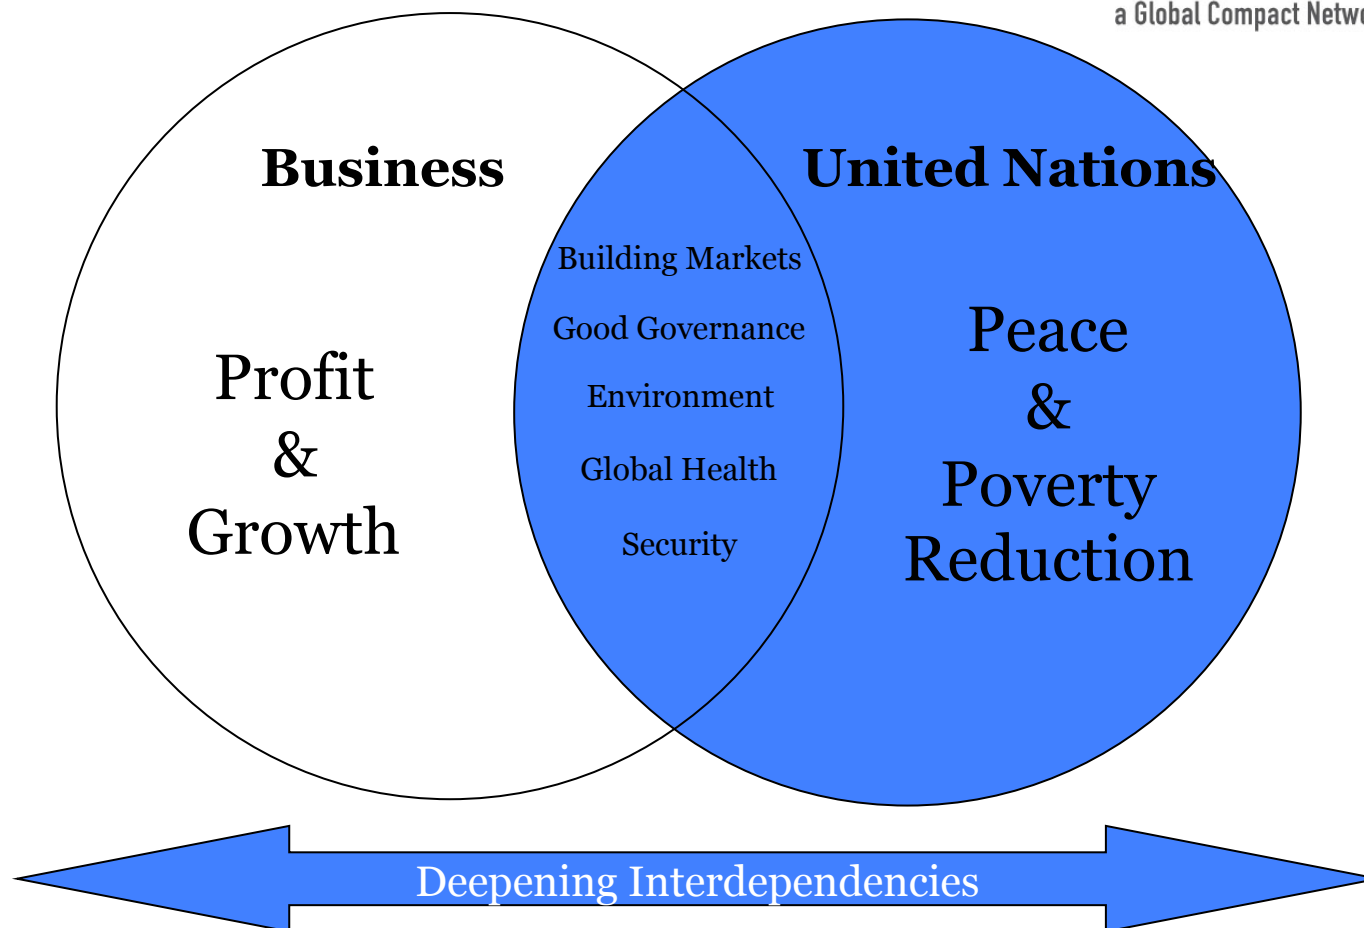 a Global Compact
Business
United Nations
Building Markets
Good Governance
Environment
Global Health
Security
Profit
&
Growth
Peace
&
Poverty
Reduction
Deepening Interdependencies